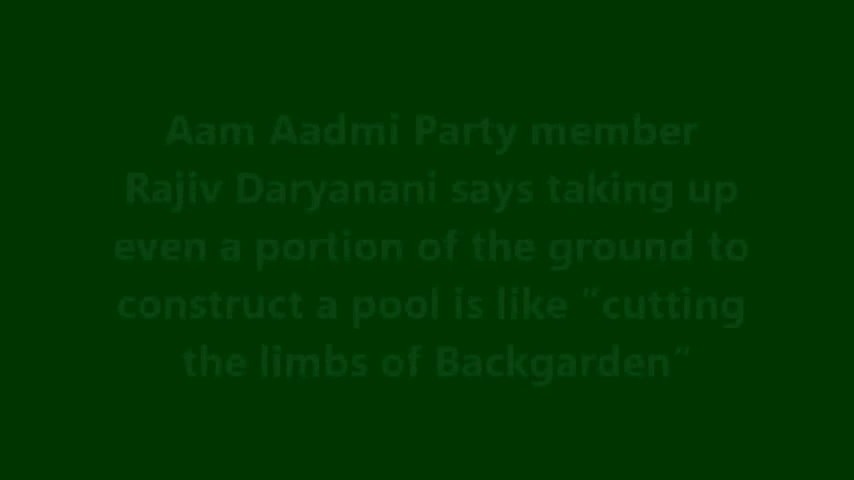 Aam Aadmi Party member
Rajiv Daryanani says taking up
even a portion of the ground to
construct a pool is like “cutting
the limbs of Backgarden”